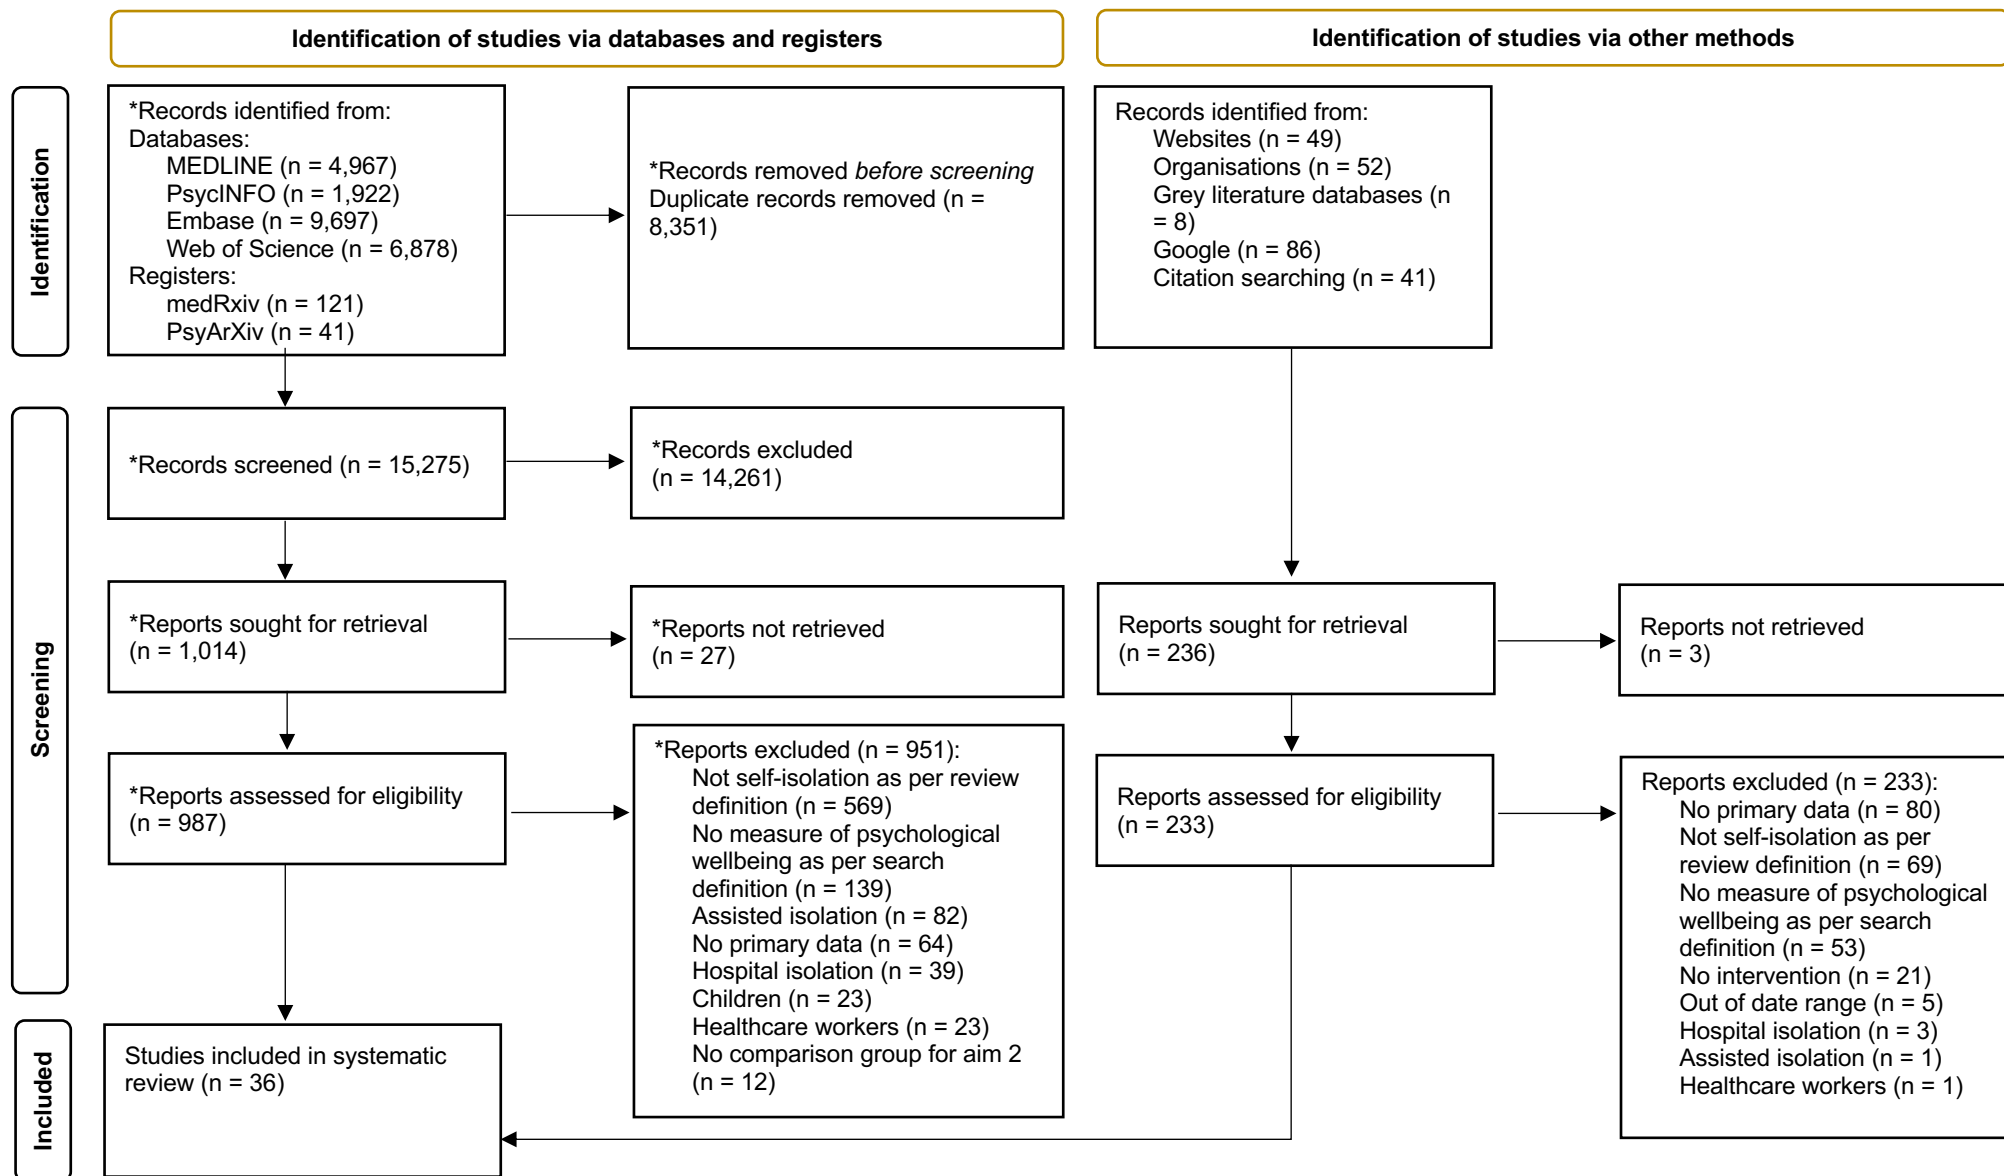 Identification of studies via databases and registers
Identification of studies via other methods
Identification
*Records identified from:
Databases:
MEDLINE (n = 4,967)
PsycINFO (n = 1,922)
Embase (n = 9,697)
Web of Science (n = 6,878)
Registers:
medRxiv (n = 121)
PsyArXiv (n = 41)
*Records removed before screening
Duplicate records removed (n =
8,351)
Records identified from:
Websites (n = 49)
Organisations (n = 52)
Grey literature databases (n
= 8)
Google (n = 86)
Citation searching (n = 41)
Screening
*Records screened (n = 15,275)
*Records excluded
(n = 14,261)
*Reports sought for retrieval
(n = 1,014)
*Reports not retrieved
(n = 27)
Reports sought for retrieval
(n = 236)
Reports not retrieved
(n = 3)
*Reports assessed for eligibility
(n = 987)
*Reports excluded (n = 951):
Not self-isolation as per review
definition (n = 569)
No measure of psychological
wellbeing as per search
definition (n = 139)
Assisted isolation (n = 82)
No primary data (n = 64)
Hospital isolation (n = 39)
Children (n = 23)
Healthcare workers (n = 23)
No comparison group for aim 2
(n = 12)
Reports assessed for eligibility
(n = 233)
Reports excluded (n = 233):
No primary data (n = 80)
Not self-isolation as per
review definition (n = 69)
No measure of psychological
wellbeing as per search
definition (n = 53)
No intervention (n = 21)
Out of date range (n = 5)
Hospital isolation (n = 3)
Assisted isolation (n = 1)
Healthcare workers (n = 1)
Included
Studies included in systematic
review (n = 36)